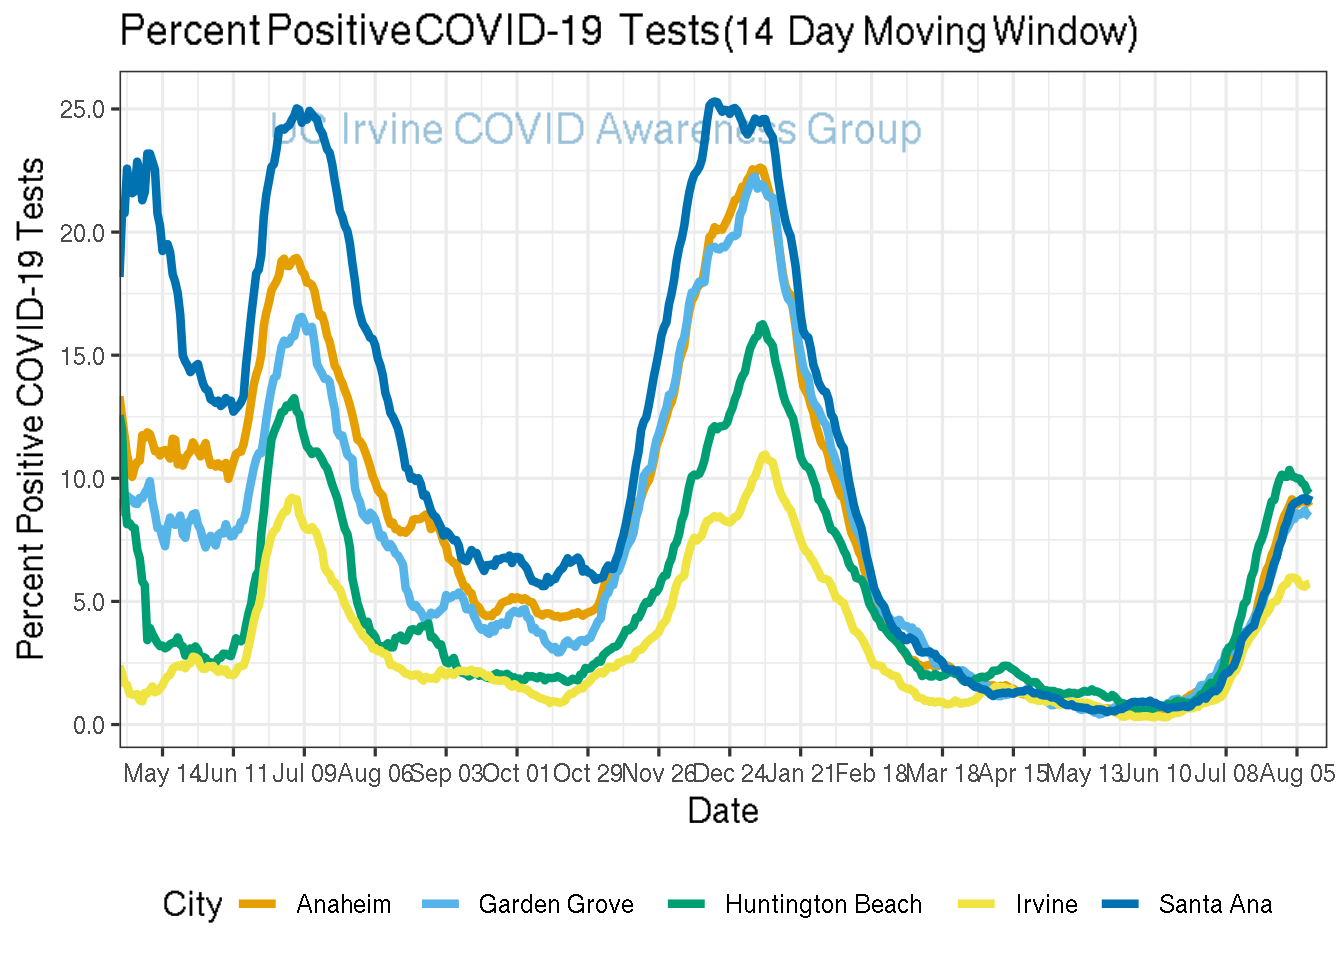 Percent Positive COVID-19 Tests(14 Day Moving Window)
UC Irvine COVID Awareness Group
Percent Positive COVID-19 Tests
25.0
20.0
15.0
10.0
5.0
0.0
May 14 Jun 11 Jul 09 Aug 06 Sep 03 Oct 01 Oct 29 Nov 26 Dec 24 Jan 21 Feb 18 Mar 18 Apr 15 May 13 Jun 10 Jul 08 Aug 05
Date
City Anaheim Garden Grove Huntington Beach Irvine Santa Ana